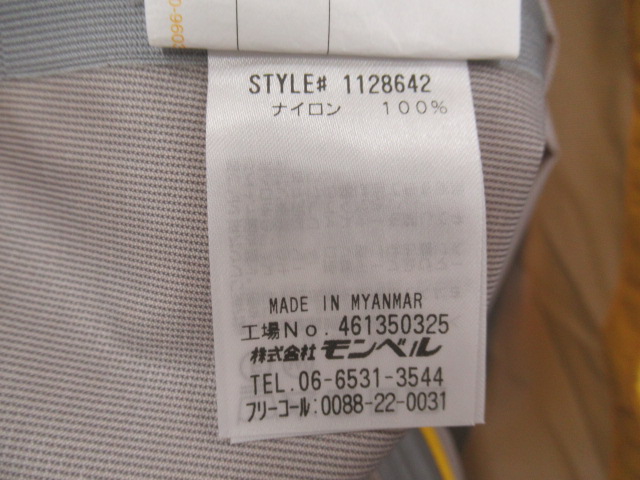 STYLE# 1128642
ナイロン 100%
MADE IN MYANMAR
工場No. 461350325
株式会社 モンベル
TEL. 06-6531-3544
フリーコール:0088-22-0031